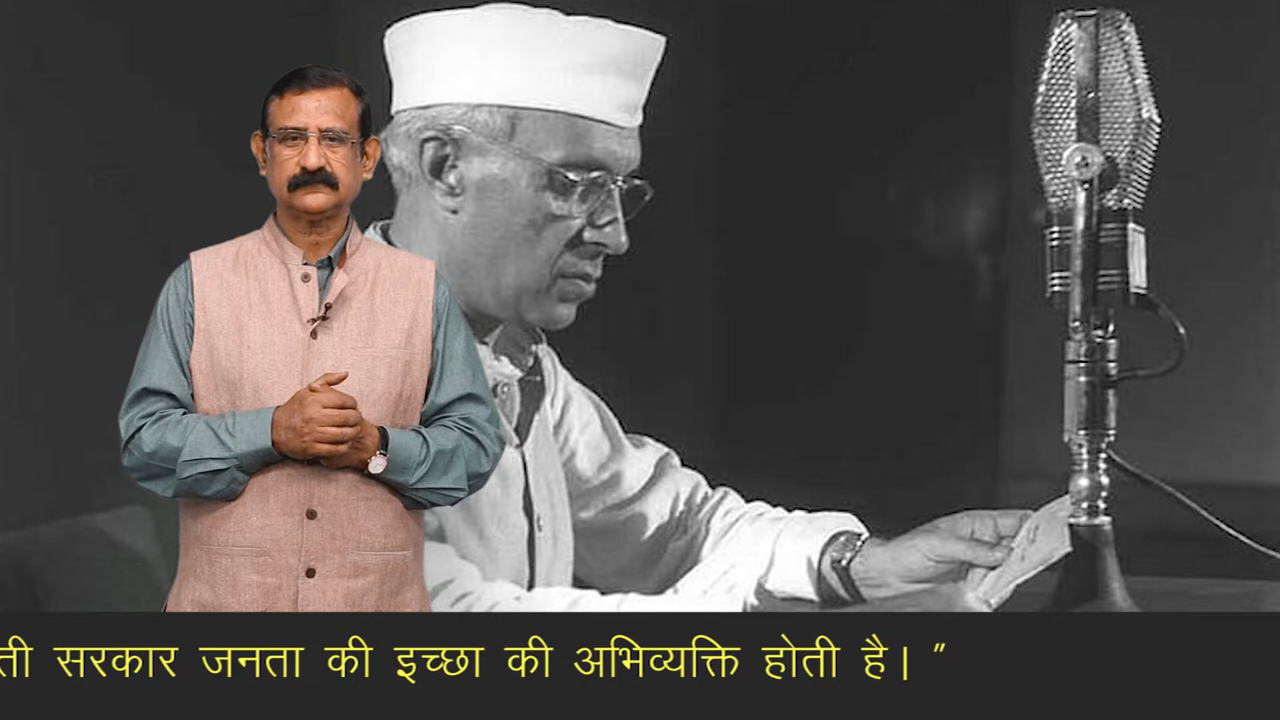 सरकार जनता की इच्छा की अभिव्यक्ति होती है। ”